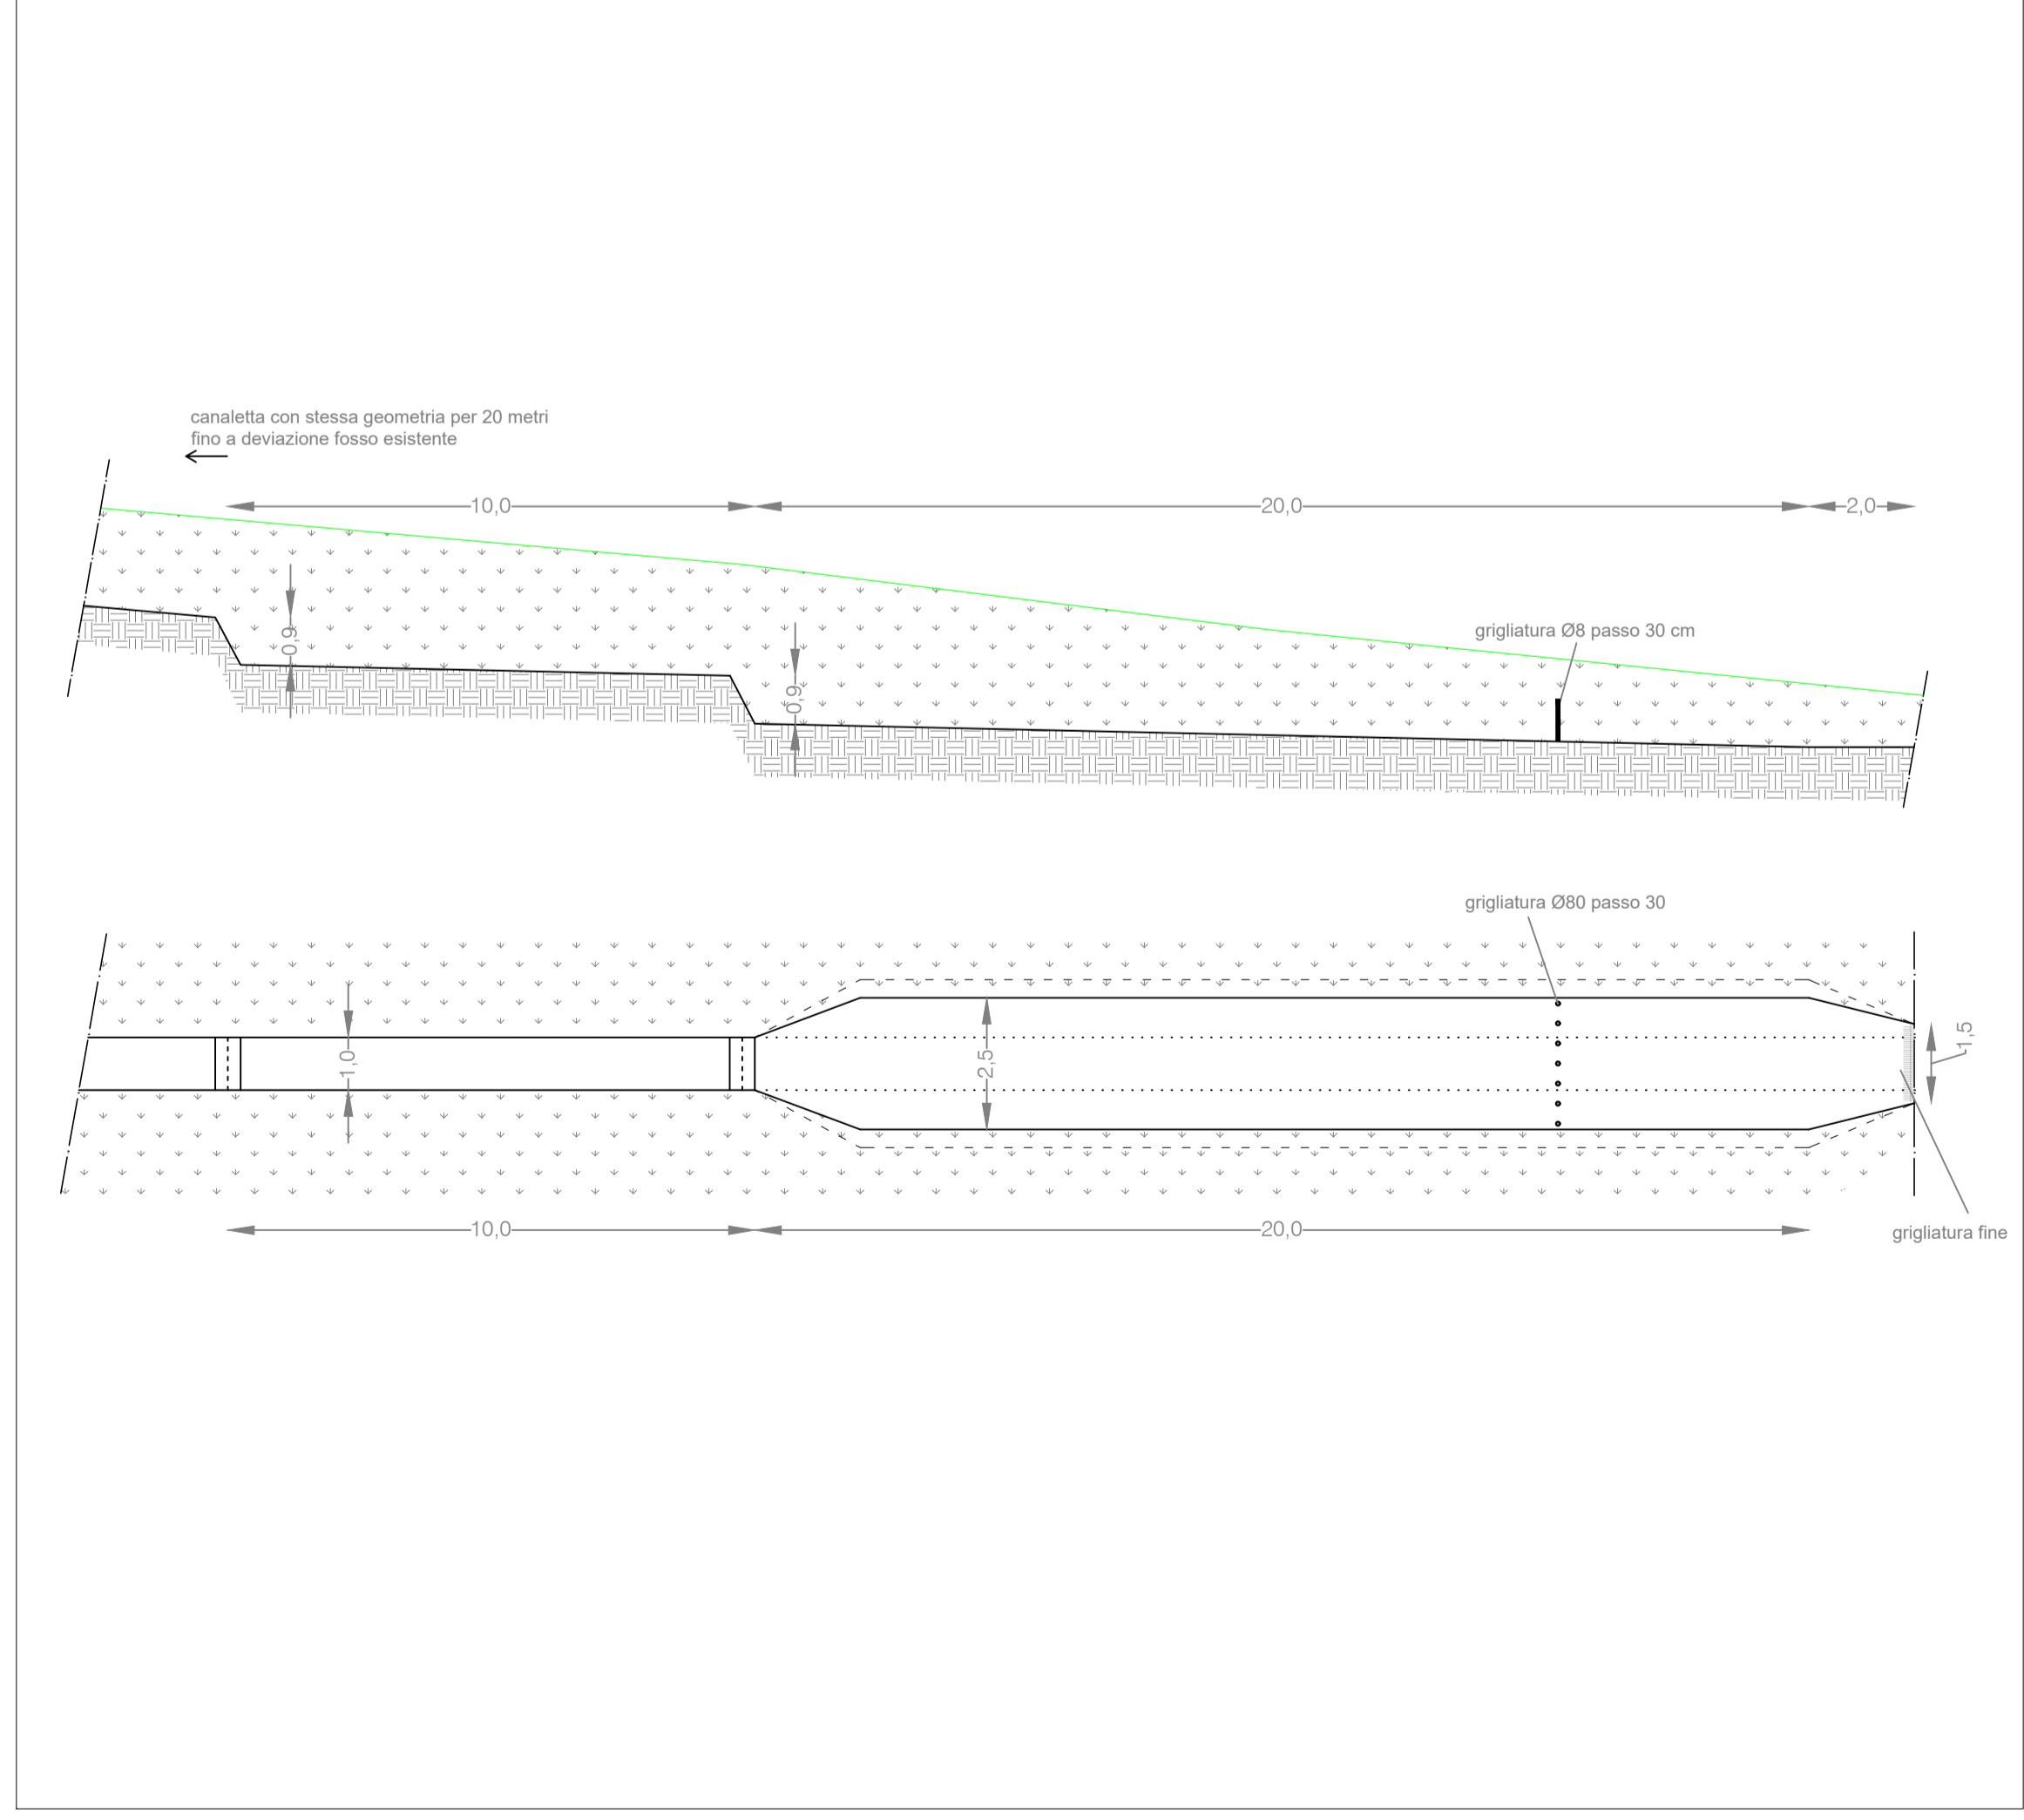 canaletta con stessa geometria per 20 metri
fino a deviazione fosso esistente
10,0
20,0
2,0
0,9
0,9
grigliatura Ø8 passo 30 cm
grigliatura Ø80 passo 30
1,0
2,5
1,5
10,0
20,0
grigliatura fine